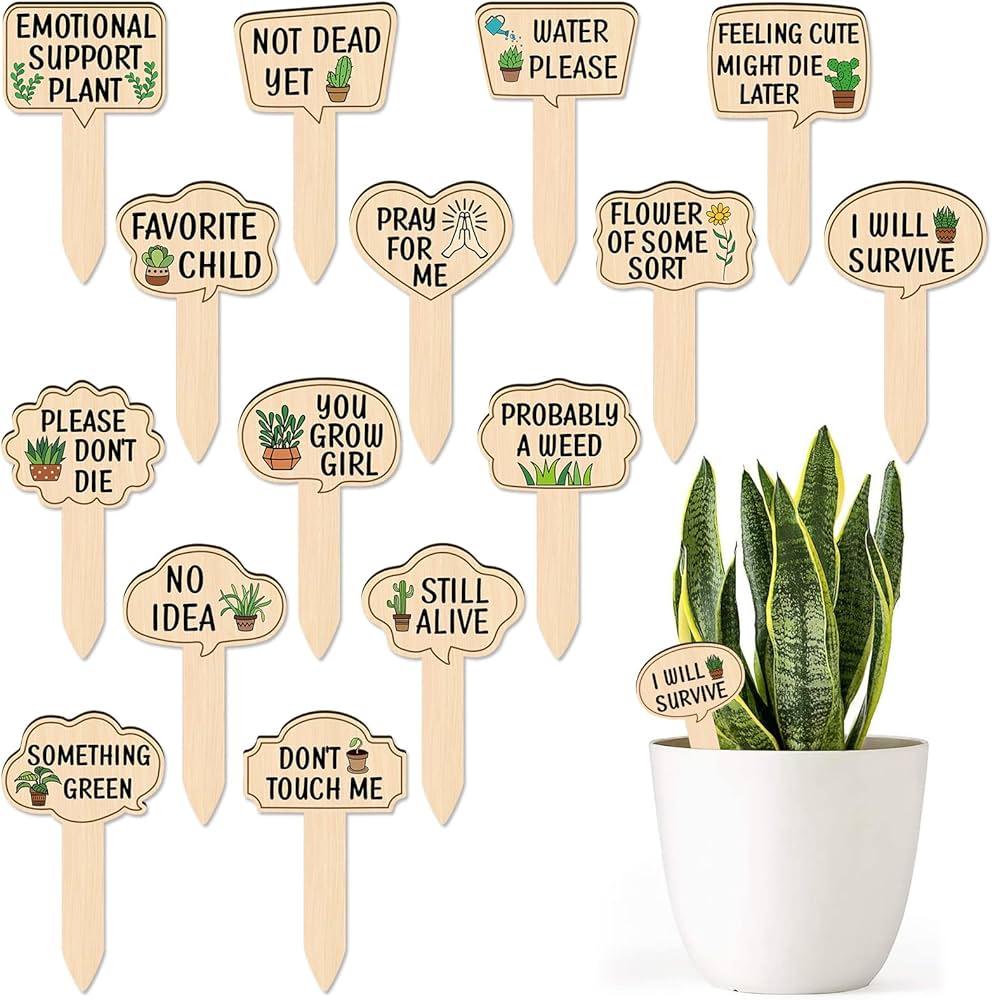 EMOTIONAL
SUPPORT
PLANT
NOT DEAD
YET
WATER
PLEASE
FEELING CUTE
MIGHT DIE
LATER
FAVORITE
CHILD
PRAY
FOR
ME
FLOWER
OF SOME
SORT
I WILL
SURVIVE
PLEASE
DON'T
DIE
YOU
GROW
GIRL
PROBABLY
A WEED
NO
IDEA
STILL
ALIVE
I WILL
SURVIVE
SOMETHING
GREEN
DON'T
TOUCH ME